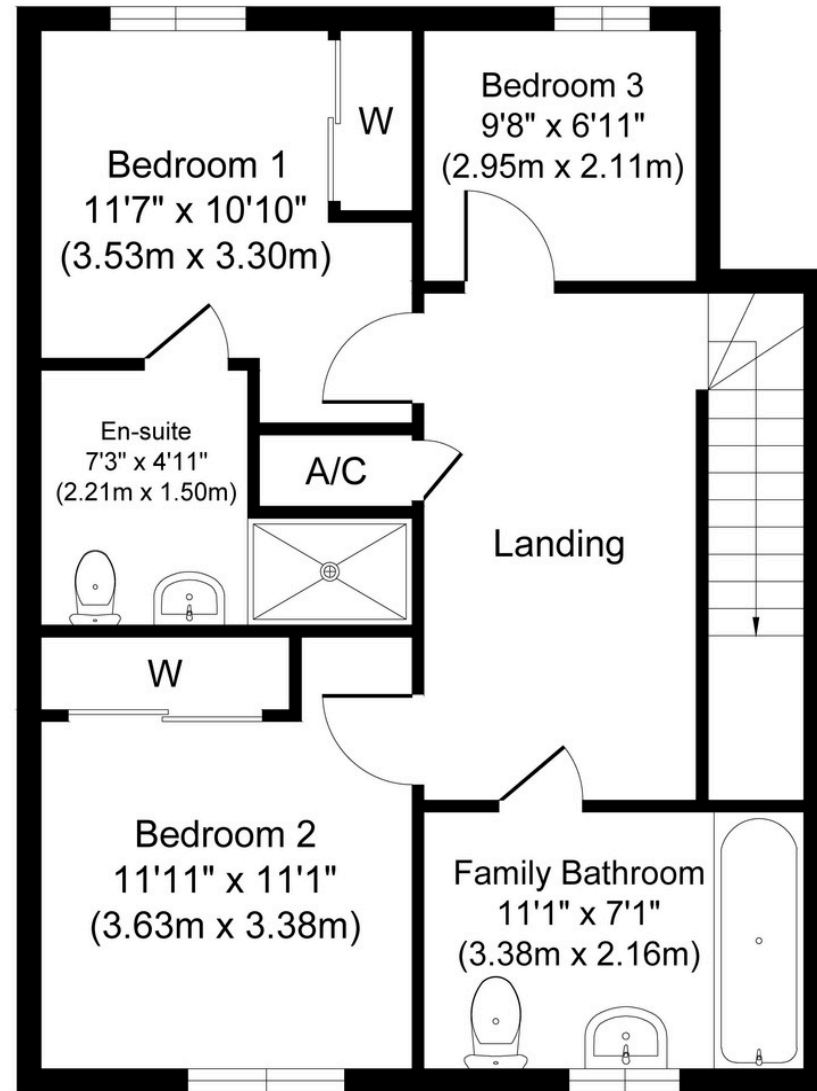 Bedroom 1
11'7" x 10'10"
(3.53m x 3.30m)
W
Bedroom 3
9'8" x 6'11"
(2.95m x 2.11m)
En-suite
7'3" x 4'11"
(2.21m x 1.50m)
A/C
Landing
W
Bedroom 2
11'11" x 11'1"
(3.63m x 3.38m)
Family Bathroom
11'1" x 7'1"
(3.38m x 2.16m)